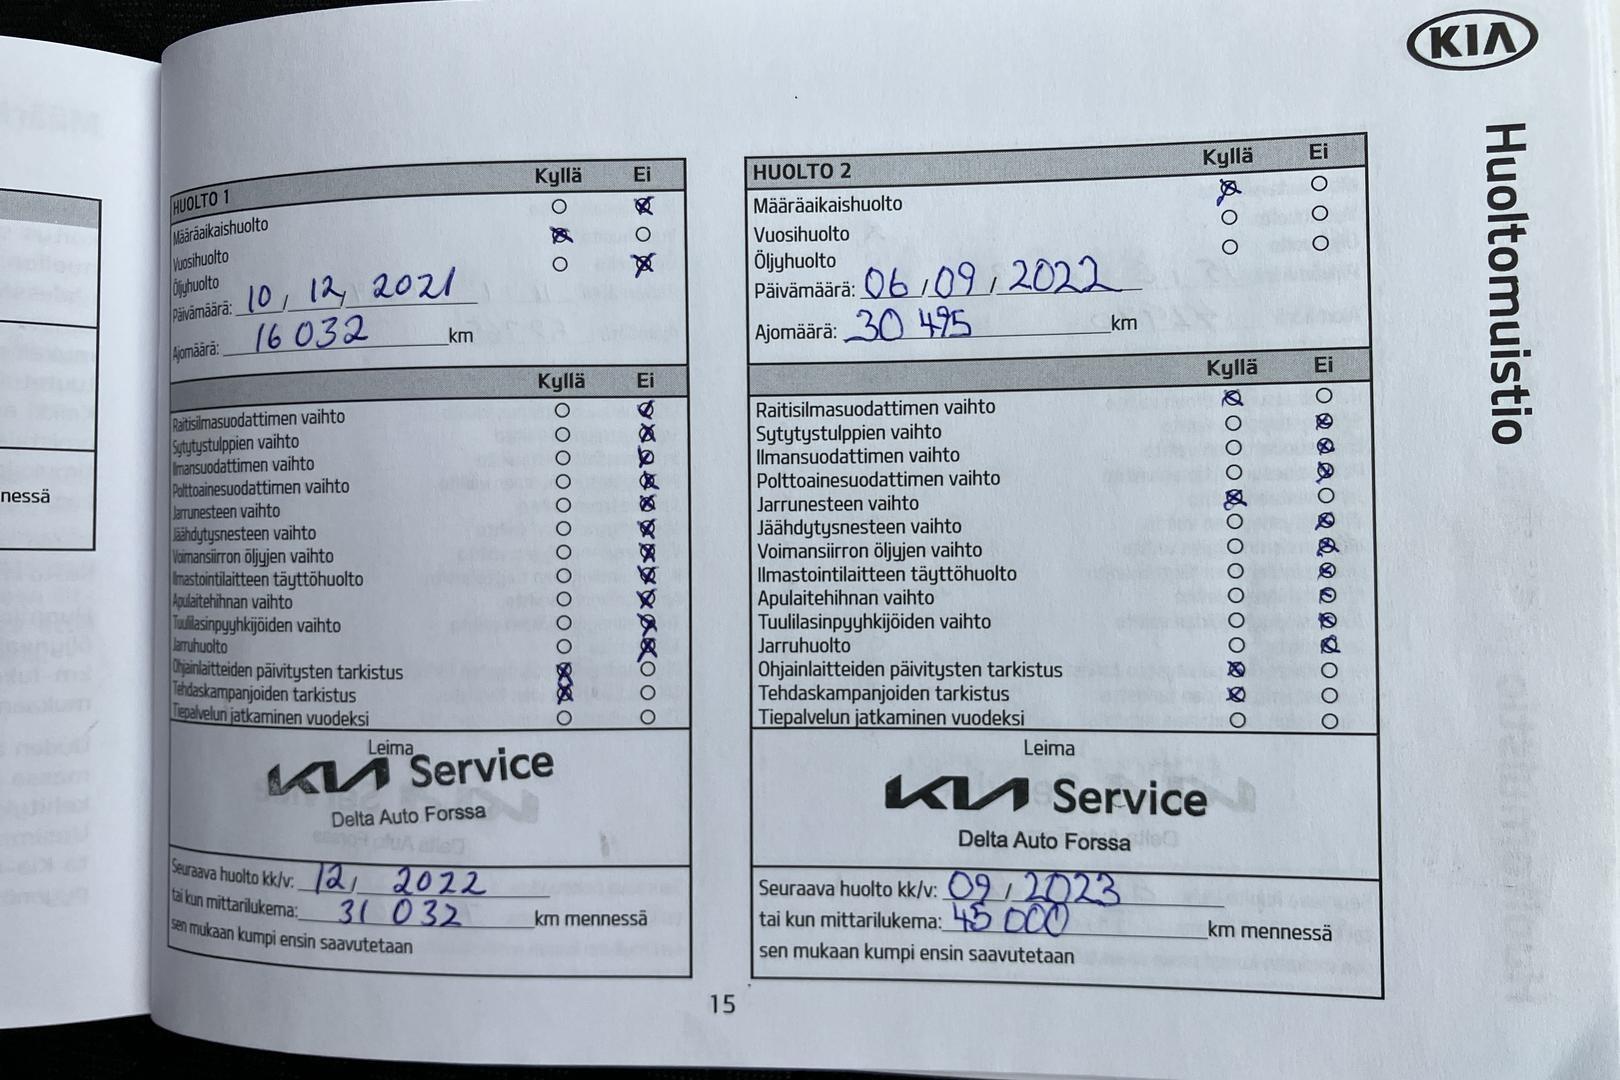 KIA
Huoltomuistio
nessä
HUOLTO 1 Kyllä Ei
Määräaikaishuolto
Vuosihuolto
Öljyhuolto
Päivämäärä: 10 / 12 / 2021
Ajomäärä: 16 032 km
Kyllä Ei
Raitisilmasuodattimen vaihto
Sytytystulppien vaihto
Ilmansuodattimen vaihto
Polttoainesuodattimen vaihto
Jarrunesteen vaihto
Jäähdytysnesteen vaihto
Voimansiirron öljyjen vaihto
Ilmastointilaitteen täyttöhuolto
Apulaitehihnan vaihto
Tuulilasinpyyhkijöiden vaihto
Jarruhuolto
Ohjainlaitteiden päivitysten tarkistus
Tehdaskampanjoiden tarkistus
Tiepalvelun jatkaminen vuodeksi
Leima
KIA Service
Delta Auto Forssa
Seuraava huolto kk/v: 12 / 2022
tai kun mittarilukema: 31 032 km mennessä
sen mukaan kumpi ensin saavutetaan
HUOLTO 2 Kyllä Ei
Määräaikaishuolto
Vuosihuolto
Öljyhuolto
Päivämäärä: 06 / 09 / 2022
Ajomäärä: 30 495 km
Kyllä Ei
Raitisilmasuodattimen vaihto
Sytytystulppien vaihto
Ilmansuodattimen vaihto
Polttoainesuodattimen vaihto
Jarrunesteen vaihto
Jäähdytysnesteen vaihto
Voimansiirron öljyjen vaihto
Ilmastointilaitteen täyttöhuolto
Apulaitehihnan vaihto
Tuulilasinpyyhkijöiden vaihto
Jarruhuolto
Ohjainlaitteiden päivitysten tarkistus
Tehdaskampanjoiden tarkistus
Tiepalvelun jatkaminen vuodeksi
Leima
KIA Service
Delta Auto Forssa
Seuraava huolto kk/v: 09 / 2023
tai kun mittarilukema: 45 000 km mennessä
sen mukaan kumpi ensin saavutetaan
15